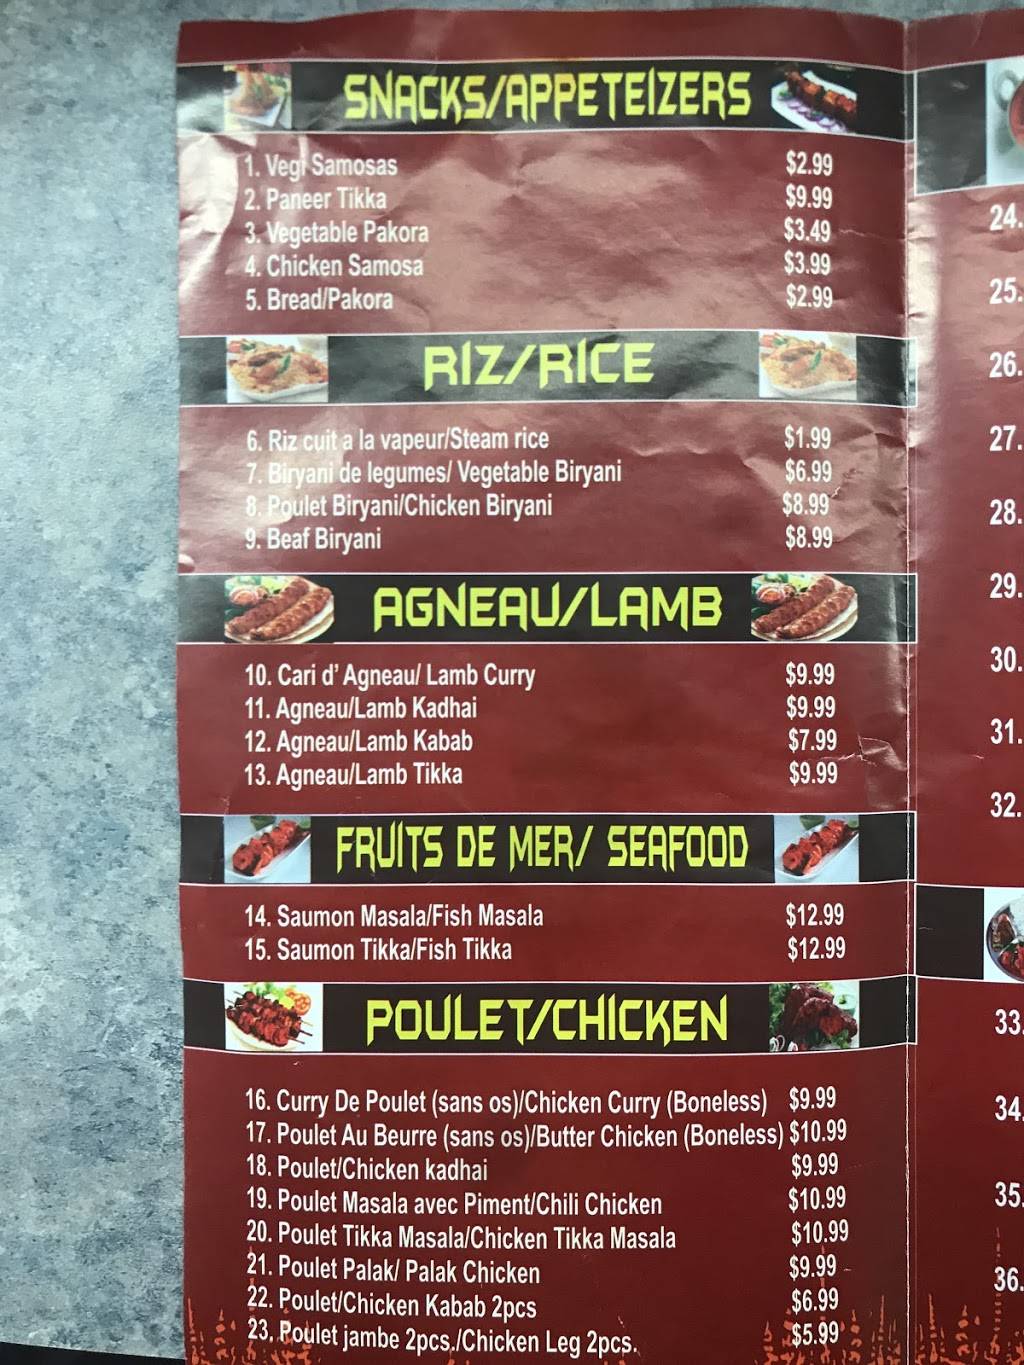 SNACKS/APPETEIZERS
1. Vegi Samosas $2.99
2. Paneer Tikka $9.99
3. Vegetable Pakora $3.49
4. Chicken Samosa $3.99
5. Bread/Pakora $2.99
RIZ/RICE
6. Riz cuit a la vapeur/Steam rice $1.99
7. Biryani de legumes/ Vegetable Biryani $6.99
8. Poulet Biryani/Chicken Biryani $8.99
9. Beaf Biryani $8.99
AGNEAU/LAMB
10. Cari d' Agneau/ Lamb Curry $9.99
11. Agneau/Lamb Kadhai $9.99
12. Agneau/Lamb Kabab $7.99
13. Agneau/Lamb Tikka $9.99
FRUITS DE MER/ SEAFOOD
14. Saumon Masala/Fish Masala $12.99
15. Saumon Tikka/Fish Tikka $12.99
POULET/CHICKEN
16. Curry De Poulet (sans os)/Chicken Curry (Boneless) $9.99
17. Poulet Au Beurre (sans os)/Butter Chicken (Boneless) $10.99
18. Poulet/Chicken kadhai $9.99
19. Poulet Masala avec Piment/Chili Chicken $10.99
20. Poulet Tikka Masala/Chicken Tikka Masala $10.99
21. Poulet Palak/ Palak Chicken $9.99
22. Poulet/Chicken Kabab 2pcs $6.99
23. Poulet jambe 2pcs./Chicken Leg 2pcs. $5.99
24.
25.
26.
27.
28.
29.
30.
31.
32.
33.
34.
35.
36.